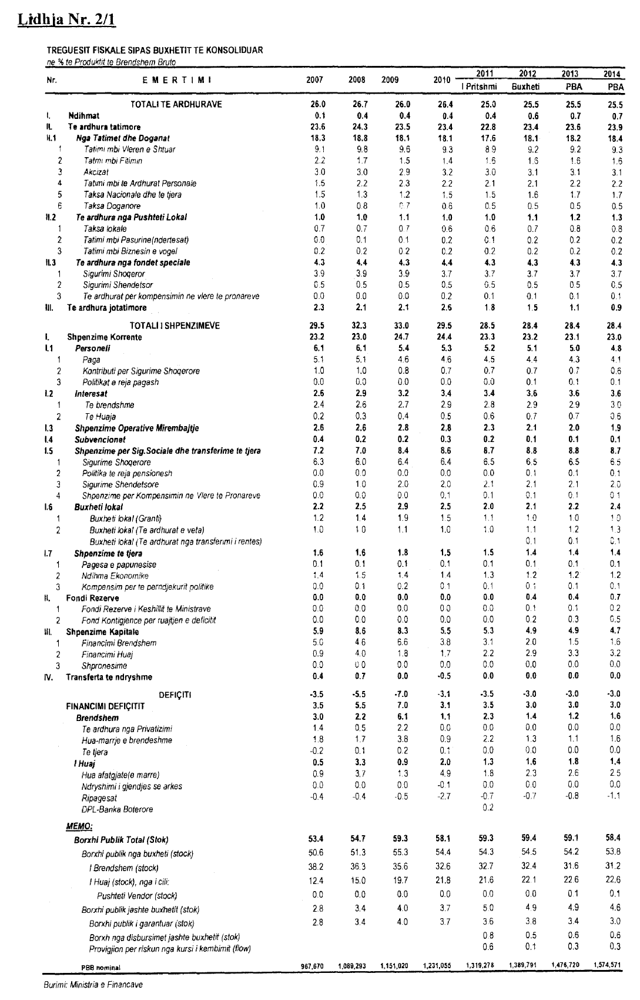 Lidhja Nr. 2/1
TREGUESIT FISKALE SIPAS BUXHETIT TE KONSOLIDUAR
ne % te Produktit te Brendshem Bruto
Nr. E M E R T I M I 2007 2008 2009 2010 2011 2012 2013 2014
I Pritshmi Buxheti PBA PBA
TOTALI TE ARDHURAVE 26.0 26.7 26.0 26.4 25.0 25.5 25.5 25.5
I. Ndihmat 0.1 0.4 0.4 0.4 0.4 0.6 0.7 0.7
II. Te ardhura tatimore 23.6 24.3 23.5 23.4 22.8 23.4 23.6 23.9
II.1 Nga Tatimet dhe Doganat 18.3 18.8 18.1 18.1 17.6 18.1 18.2 18.4
1 Tatimi mbi Vleren e Shtuar 9.1 9.8 9.6 9.3 8.9 9.2 9.2 9.3
2 Tatimi mbi Fitimin 2.2 1.7 1.5 1.4 1.6 1.6 1.6 1.6
3 Akcizat 3.0 3.0 2.9 3.2 3.0 3.1 3.1 3.1
4 Tatimi mbi te Ardhurat Personale 1.5 2.2 2.3 2.2 2.1 2.1 2.2 2.2
5 Taksa Nacionale dhe te tjera 1.5 1.3 1.2 1.5 1.5 1.6 1.7 1.7
6 Taksa Doganore 1.0 0.8 0.7 0.6 0.5 0.5 0.5 0.5
II.2 Te ardhura nga Pushteti Lokal 1.0 1.0 1.1 1.0 1.0 1.1 1.2 1.3
1 Taksa lokale 0.7 0.7 0.7 0.6 0.6 0.7 0.8 0.8
2 Tatimi mbi Pasurine(ndertesat) 0.0 0.1 0.1 0.2 0.1 0.2 0.2 0.2
3 Tatimi mbi Biznesin e vogel 0.2 0.2 0.2 0.2 0.2 0.2 0.2 0.2
II.3 Te ardhura nga fondet speciale 4.3 4.4 4.3 4.4 4.3 4.3 4.3 4.3
1 Sigurimi Shoqeror 3.9 3.9 3.9 3.7 3.7 3.7 3.7 3.7
2 Sigurimi Shendetsor 0.5 0.5 0.5 0.5 0.5 0.5 0.5 0.5
3 Te ardhurat per kompensimin ne vlere te pronareve 0.0 0.0 0.0 0.2 0.1 0.1 0.1 0.1
III. Te ardhura jotatimore 2.3 2.1 2.1 2.6 1.8 1.5 1.1 0.9
TOTALI I SHPENZIMEVE 29.5 32.3 33.0 29.5 28.5 28.4 28.4 28.4
I. Shpenzime Korrente 23.2 23.0 24.7 24.4 23.3 23.2 23.1 23.0
I.1 Personeli 6.1 6.1 5.4 5.3 5.2 5.1 5.0 4.8
1 Paga 5.1 5.1 4.6 4.6 4.5 4.4 4.3 4.1
2 Kontributi per Sigurime Shoqerore 1.0 1.0 0.8 0.7 0.7 0.7 0.7 0.6
3 Politikat e reja pagash 0.0 0.0 0.0 0.0 0.0 0.1 0.1 0.1
I.2 Interesat 2.6 2.9 3.2 3.4 3.4 3.6 3.6 3.6
1 Te brendshme 2.4 2.6 2.7 2.9 2.8 2.9 2.9 3.0
2 Te Huaja 0.2 0.3 0.4 0.5 0.6 0.7 0.7 0.6
I.3 Shpenzime Operative Mirembajtje 2.6 2.6 2.8 2.8 2.3 2.1 2.0 1.9
I.4 Subvencionet 0.4 0.2 0.2 0.3 0.2 0.1 0.1 0.1
I.5 Shpenzime per Sig.Sociale dhe transferime te tjera 7.2 7.0 8.4 8.6 8.7 8.8 8.8 8.7
1 Sigurime Shoqerore 6.3 6.0 6.4 6.4 6.5 6.5 6.5 6.5
2 Politika te reja pensionesh 0.0 0.0 0.0 0.0 0.0 0.1 0.1 0.1
3 Sigurime Shendetsore 0.9 1.0 2.0 2.0 2.1 2.1 2.1 2.0
4 Shpenzime per Kompensimin ne Vlere te Pronareve 0.0 0.0 0.0 0.1 0.1 0.1 0.1 0.1
I.6 Buxheti lokal 2.2 2.5 2.9 2.5 2.0 2.1 2.2 2.4
1 Buxheti lokal (Granti) 1.2 1.4 1.9 1.5 1.1 1.0 1.0 1.0
2 Buxheti lokal (Te ardhurat e veta) 1.0 1.0 1.1 1.0 1.0 1.1 1.2 1.3
Buxheti lokal (Te ardhurat nga transferimi i rentes) 0.1 0.1 0.1
I.7 Shpenzime te tjera 1.6 1.6 1.8 1.5 1.5 1.4 1.4 1.4
1 Pagesa e papunesise 0.1 0.1 0.1 0.1 0.1 0.1 0.1 0.1
2 Ndihma Ekonomike 1.4 1.5 1.4 1.4 1.3 1.2 1.2 1.2
3 Kompensim per te perndjekurit politike 0.0 0.1 0.2 0.1 0.1 0.1 0.1 0.1
II. Fondi Rezerve 0.0 0.0 0.0 0.0 0.0 0.4 0.4 0.7
1 Fondi Rezerve i Keshillit te Ministrave 0.0 0.0 0.0 0.0 0.0 0.1 0.1 0.2
2 Fond Kontigjence per ruajtjen e deficitit 0.0 0.0 0.0 0.0 0.0 0.2 0.3 0.5
III. Shpenzime Kapitale 5.9 8.6 8.3 5.5 5.3 4.9 4.9 4.7
1 Financimi Brendshem 5.0 4.6 6.6 3.8 3.1 2.0 1.5 1.6
2 Financimi Huaj 0.9 4.0 1.8 1.7 2.2 2.9 3.3 3.2
3 Shpronesime 0.0 0.0 0.0 0.0 0.0 0.0 0.0 0.0
IV. Transferta te ndryshme 0.4 0.7 0.0 -0.5 0.0 0.0 0.0 0.0
DEFIÇITI -3.5 -5.5 -7.0 -3.1 -3.5 -3.0 -3.0 -3.0
FINANCIMI DEFIÇITIT 3.5 5.5 7.0 3.1 3.5 3.0 3.0 3.0
Brendshem 3.0 2.2 6.1 1.1 2.3 1.4 1.2 1.6
Te ardhura nga Privatizimi 1.4 0.5 2.2 0.0 0.0 0.0 0.0 0.0
Hua-marrje e brendeshme 1.8 1.7 3.8 0.9 2.2 1.3 1.1 1.6
Te tjera -0.2 0.1 0.2 0.1 0.0 0.0 0.0 0.0
I Huaj 0.5 3.3 0.9 2.0 1.3 1.6 1.8 1.4
Hua afatgjate(e marre) 0.9 3.7 1.3 4.9 1.8 2.3 2.6 2.5
Ndryshimi i gjendjes se arkes 0.0 0.0 0.0 -0.1 0.0 0.0 0.0 0.0
Ripagesat -0.4 -0.4 -0.5 -2.7 -0.7 -0.7 -0.8 -1.1
DPL-Banka Boterore 0.2
MEMO:
Borxhi Publik Total (Stok) 53.4 54.7 59.3 58.1 59.3 59.4 59.1 58.4
Borxhi publik nga buxheti (stock) 50.6 51.3 55.3 54.4 54.3 54.5 54.2 53.8
I Brendshem (stock) 38.2 36.3 35.6 32.6 32.7 32.4 31.6 31.2
I Huaj (stock), nga i cili: 12.4 15.0 19.7 21.8 21.6 22.1 22.6 22.6
Pushteti Vendor (stock) 0.0 0.0 0.0 0.0 0.0 0.0 0.1 0.1
Borxhi publik jashte buxhetit (stok) 2.8 3.4 4.0 3.7 5.0 4.9 4.9 4.6
Borxhi publik i garantuar (stok) 2.8 3.4 4.0 3.7 3.6 3.8 3.4 3.0
Borxh nga disbursimet jashte buxhetit (stok) 0.8 0.5 0.6 0.6
Provigjion per riskun nga kursi i kembimit (flow) 0.6 0.1 0.3 0.3
PBB nominal 967,670 1,089,293 1,151,020 1,231,055 1,319,278 1,389,791 1,476,720 1,574,571
Burimi: Ministria e Financave